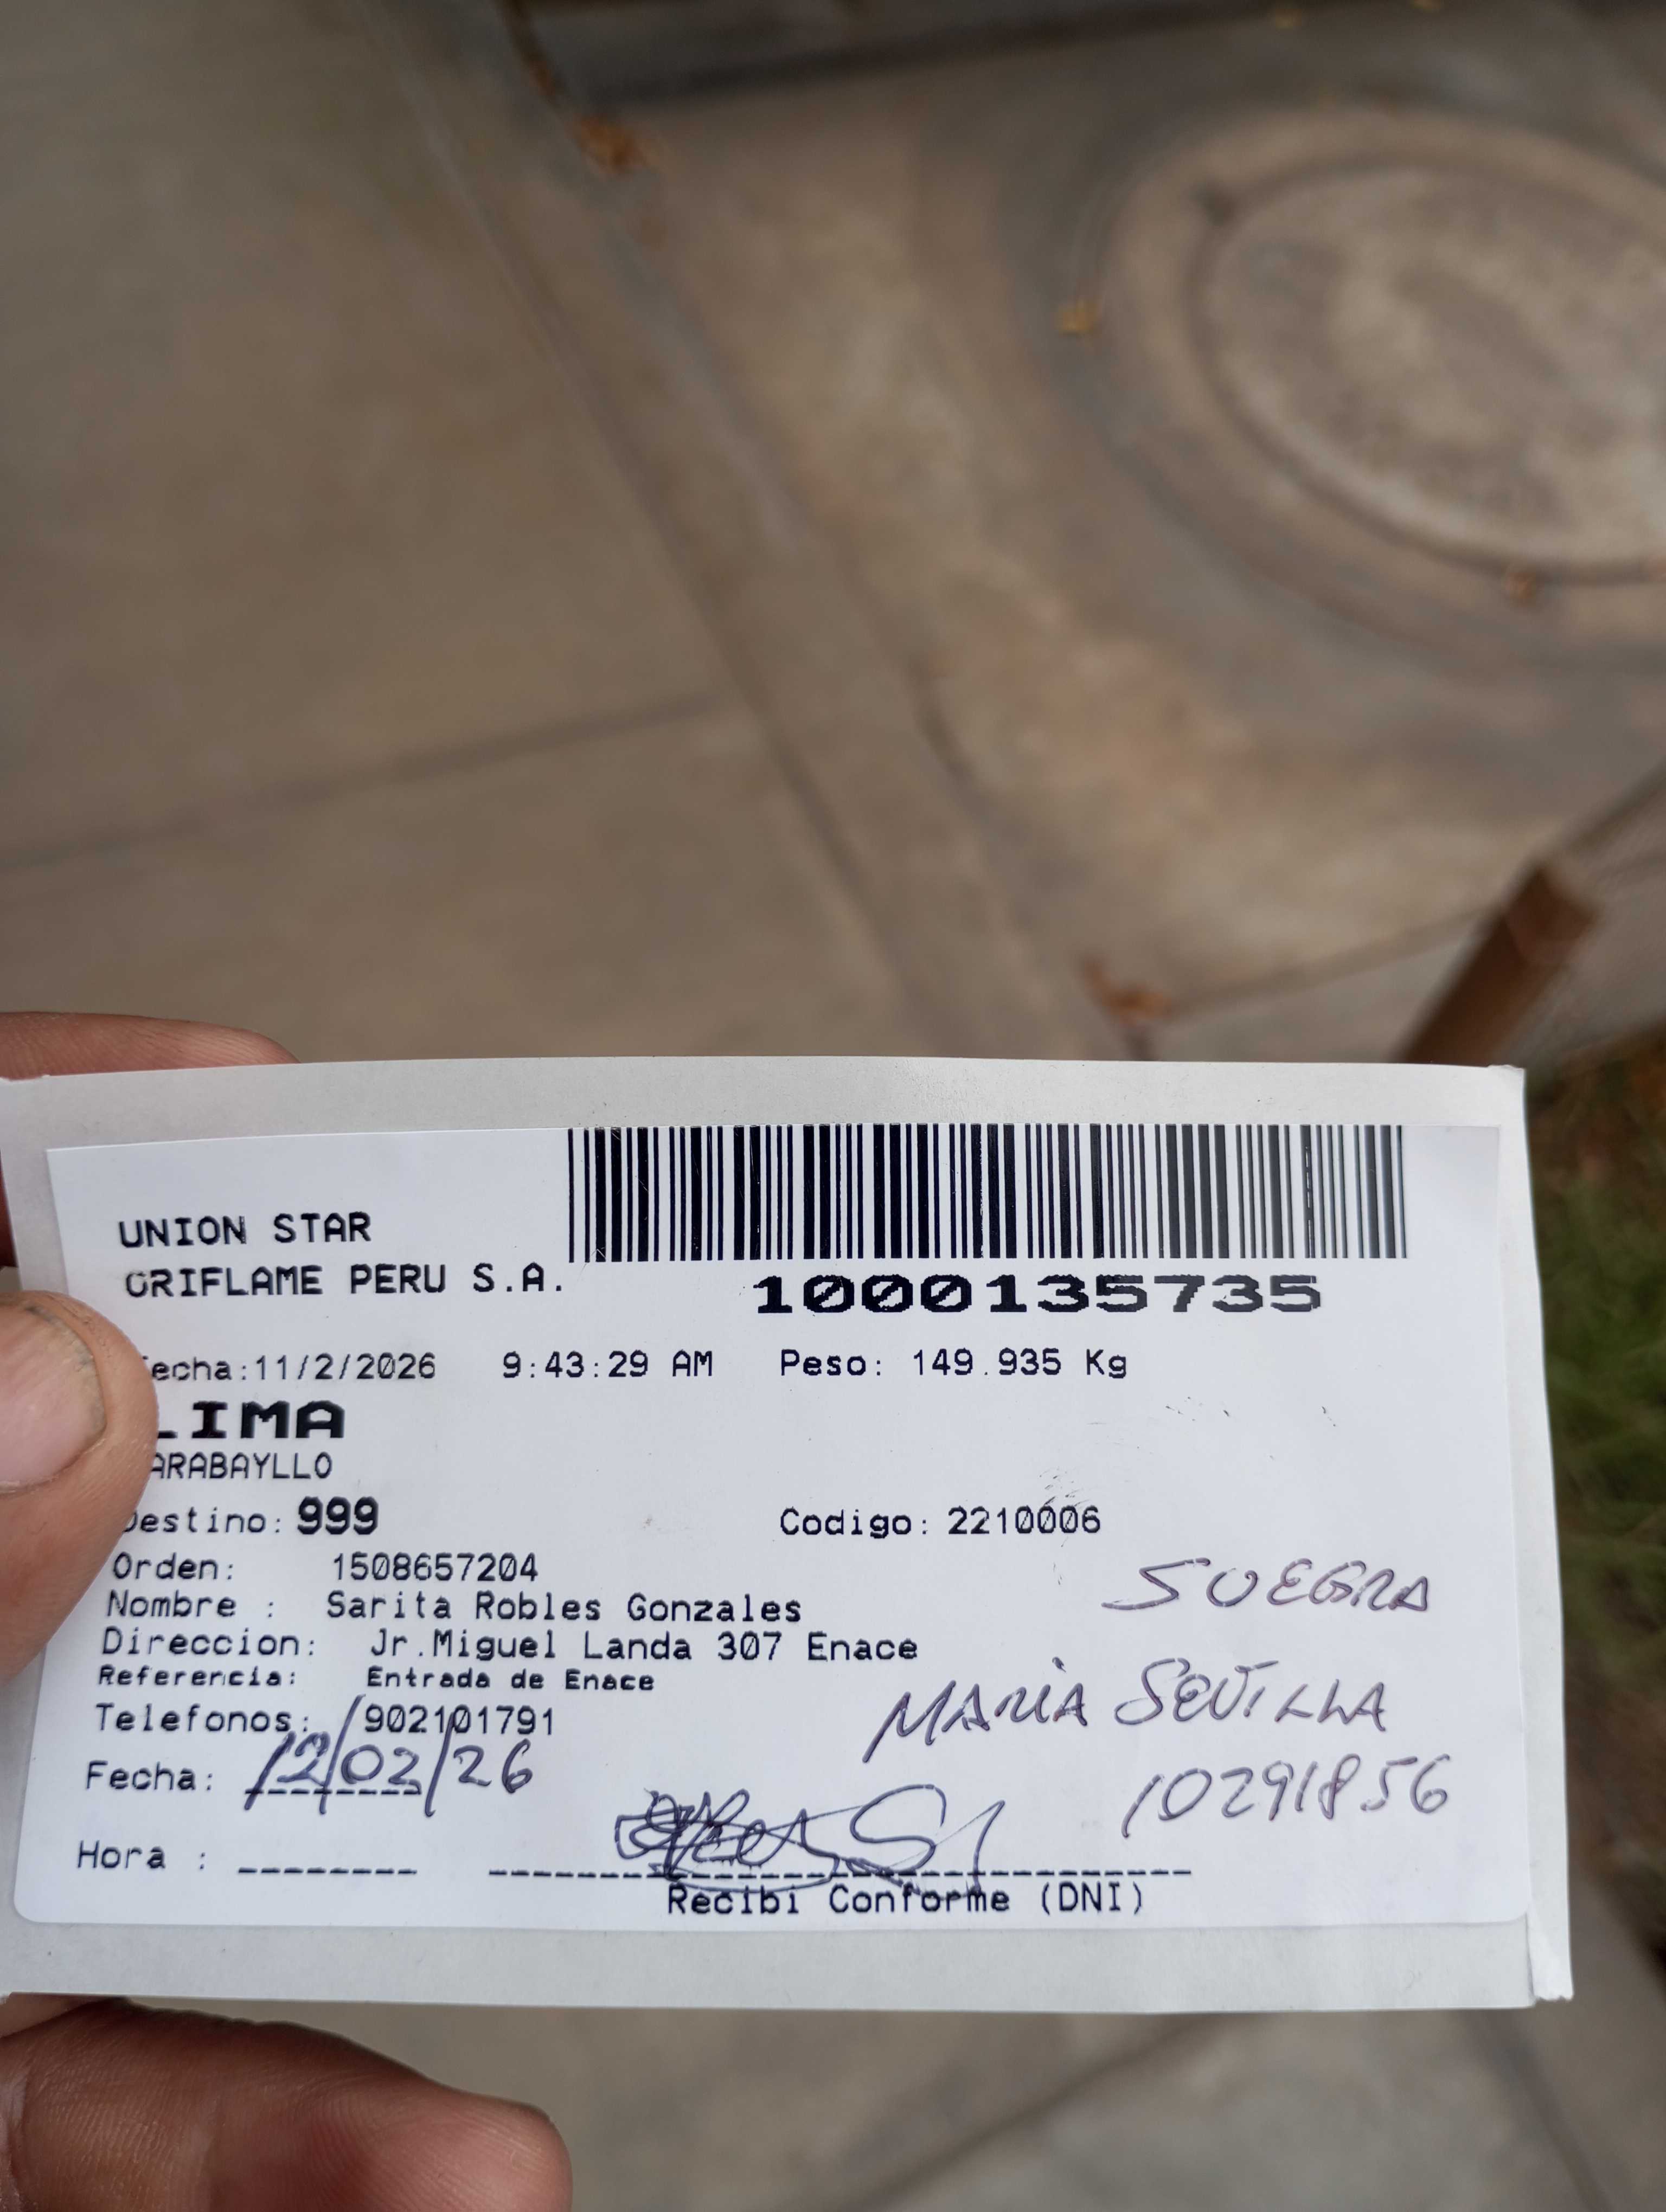 UNION STAR
ORIFLAME PERU S.A.
1000135735
echa:11/2/2026 9:43:29 AM Peso: 149.935 Kg
LIMA
ARABAYLLO
Destino: 999 Codigo: 2210006
Orden: 1508657204
SUEGRA
Nombre : Sarita Robles Gonzales
Direccion: Jr.Miguel Landa 307 Enace
Referencia: Entrada de Enace
MARIA SEVILLA
Telefonos: 902101791
Fecha: 12/02/26
10291856
Hora :
Recibi Conforme (DNI)